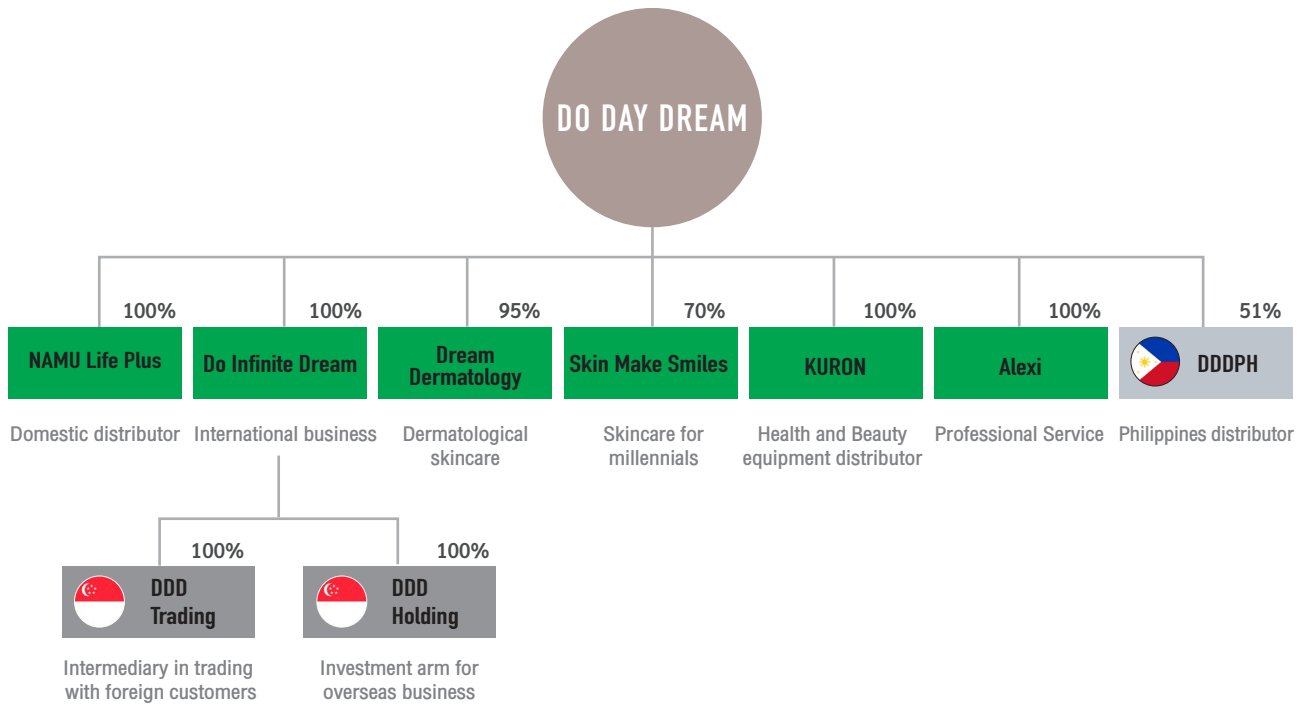 DO DAY DREAM
100%
100%
95%
70%
100%
100%
51%
NAMU Life Plus
Do Infinite Dream
Dream
Dermatology
Skin Make Smiles
KURON
Alexi
DDDPH
Domestic distributor
International business
Dermatological
skincare
Skincare for
millennials
Health and Beauty
equipment distributor
Professional Service
Philippines distributor
100%
100%
DDD
Trading
DDD
Holding
Intermediary in trading
with foreign customers
Investment arm for
overseas business